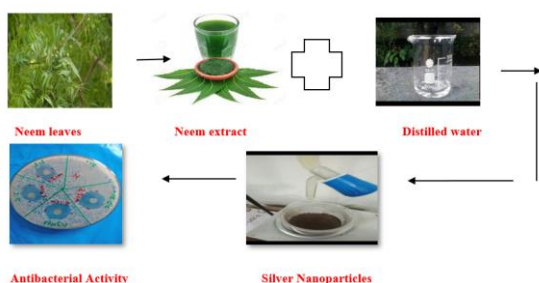 Neem leaves
Neem extract
Distilled water
Antibacterial Activity
Silver Nanoparticles